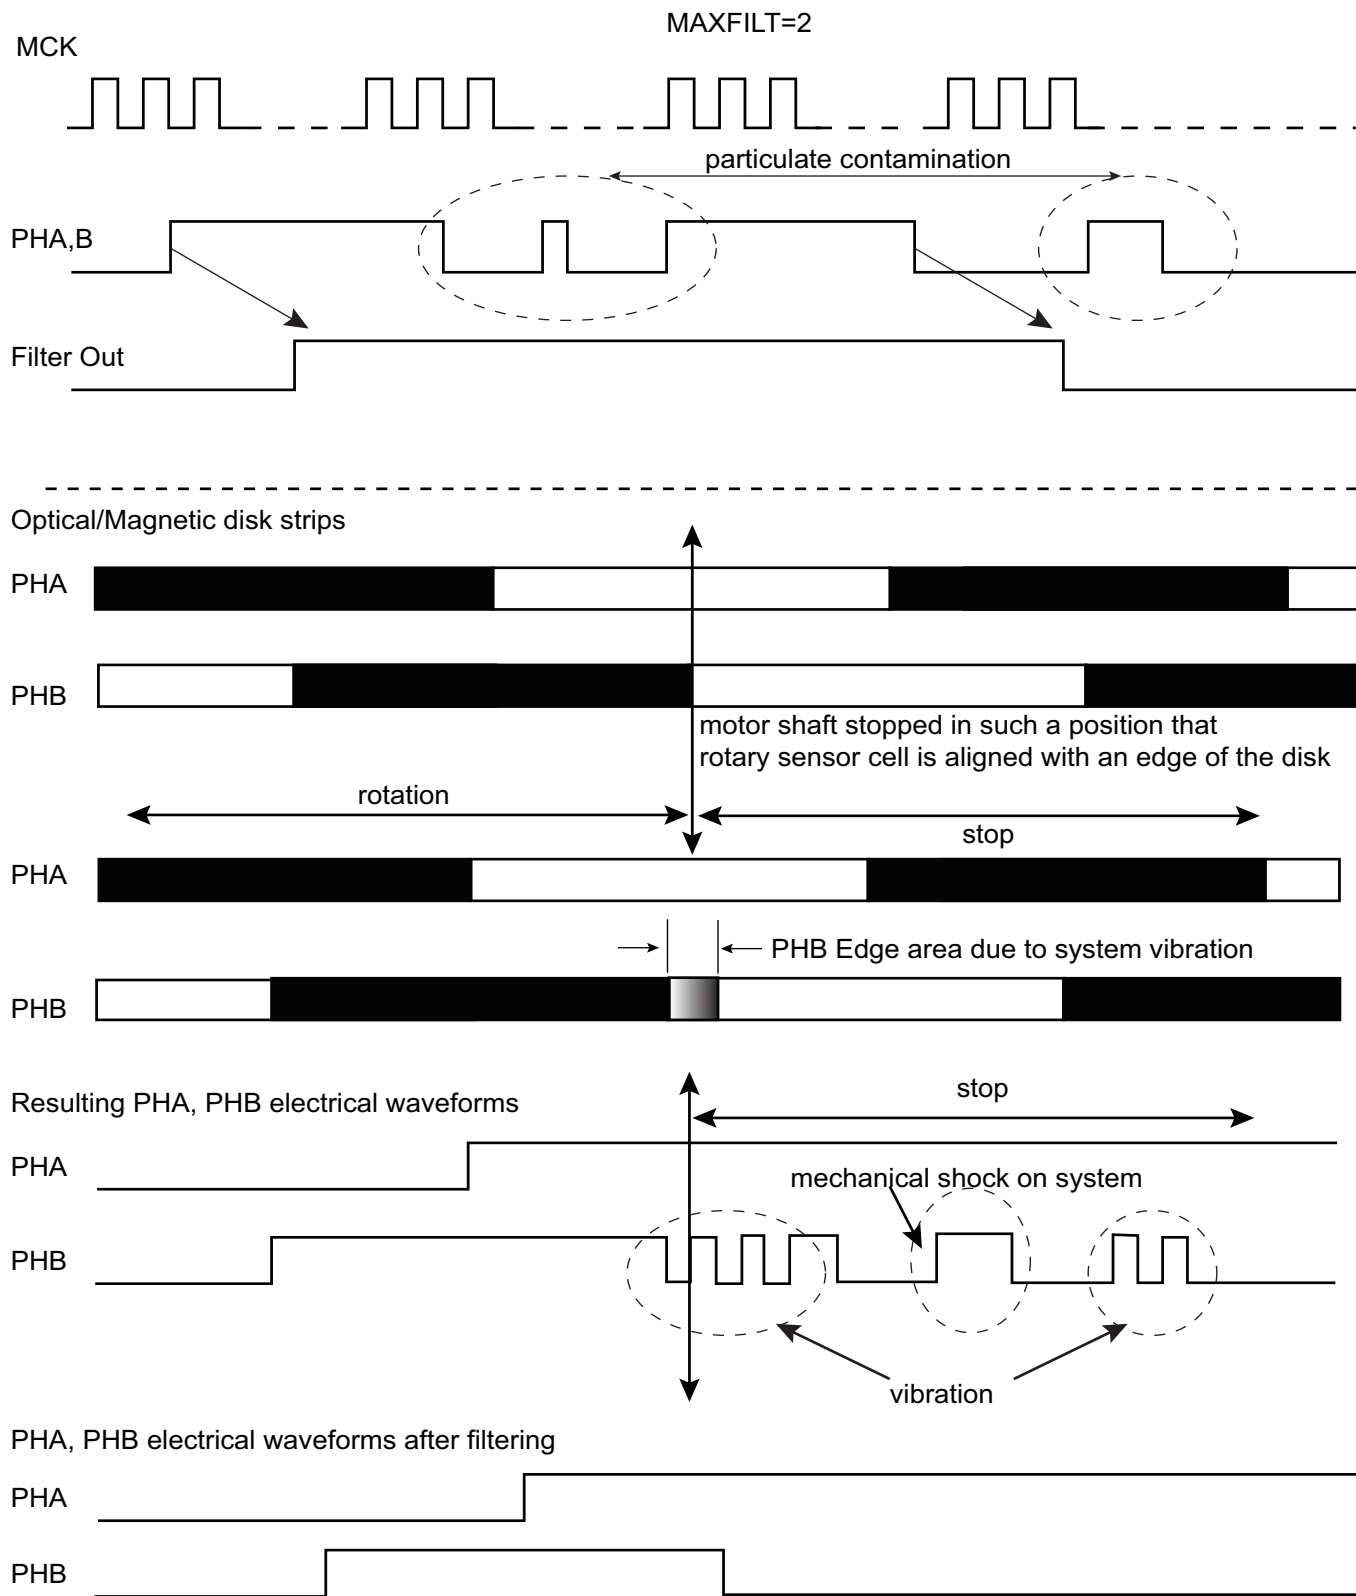 MAXFILT=2
MCK
particulate contamination
PHA,B
Filter Out
Optical/Magnetic disk strips
PHA
PHB
motor shaft stopped in such a position that
rotary sensor cell is aligned with an edge of the disk
rotation
stop
PHA
PHB Edge area due to system vibration
PHB
Resulting PHA, PHB electrical waveforms
stop
PHA
mechanical shock on system
PHB
vibration
PHA, PHB electrical waveforms after filtering
PHA
PHB